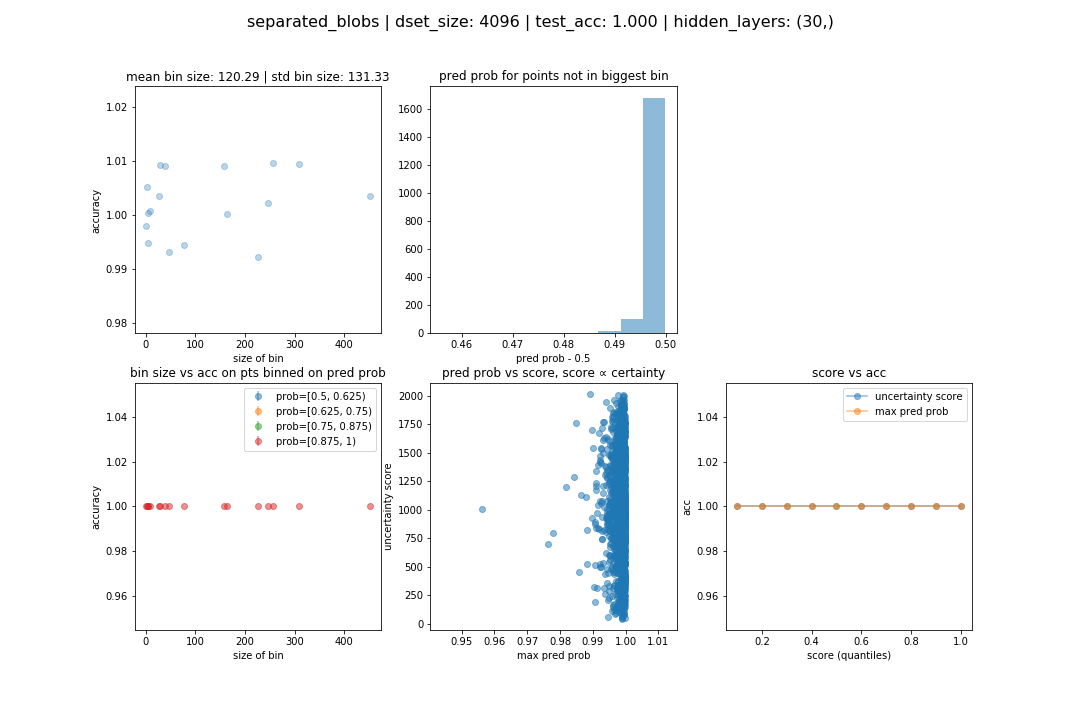 separated_blobs | dset_size: 4096 | test_acc: 1.000 | hidden_layers: (30,)
mean bin size: 120.29 | std bin size: 131.33
1.02
1.01
1.00
0.99
0.98
accuracy
0 100 200 300 400
size of bin
pred prob for points not in biggest bin
1600
1400
1200
1000
800
600
400
200
0
0.46 0.47 0.48 0.49 0.50
pred prob - 0.5
bin size vs acc on pts binned on pred prob
prob=[0.5, 0.625)
prob=[0.625, 0.75)
prob=[0.75, 0.875)
prob=[0.875, 1)
1.04
1.02
1.00
0.98
0.96
accuracy
0 100 200 300 400
size of bin
pred prob vs score, score ∝ certainty
2000
1750
1500
1250
1000
750
500
250
0
uncertainty score
0.95 0.96 0.97 0.98 0.99 1.00 1.01
max pred prob
score vs acc
uncertainty score
max pred prob
1.04
1.02
1.00
0.98
0.96
acc
0.2 0.4 0.6 0.8 1.0
score (quantiles)